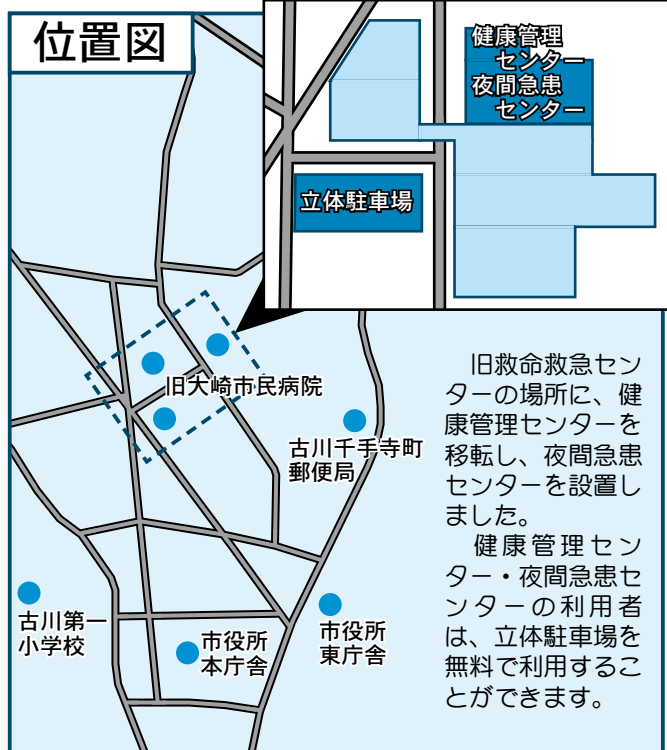 位置図
健康管理
センター
夜間急患
センター
立体駐車場
旧大崎市民病院
古川千手寺町
郵便局
古川第一
小学校
市役所
本庁舎
市役所
東庁舎
旧救命救急セン
ターの場所に、健
康管理センターを
移転し、夜間急患
センターを設置し
ました。
健康管理セン
ター・夜間急患セ
ンターの利用者
は、立体駐車場を
無料で利用するこ
とができます。